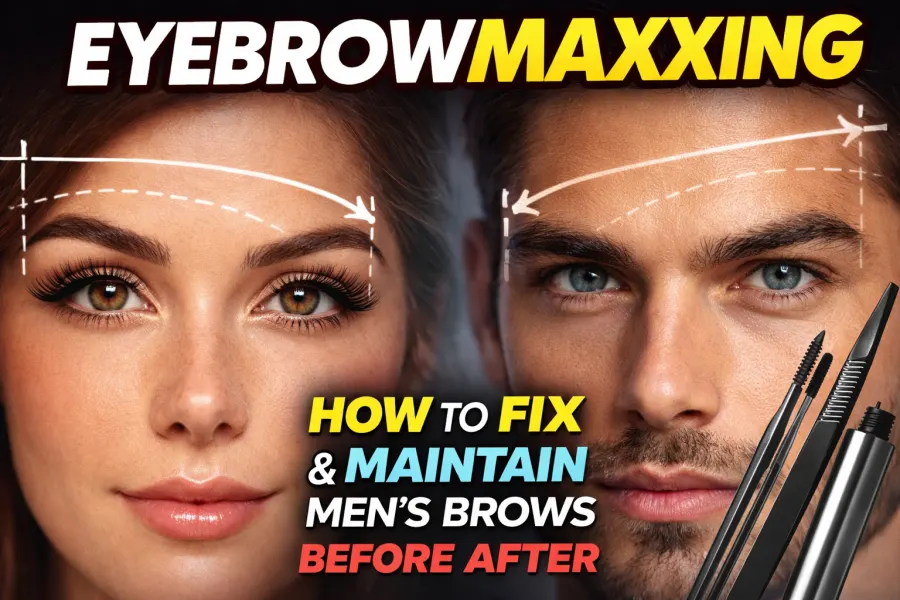 EYEBROWMAXXING
HOW TO FIX
& MAINTAIN
MEN'S BROWS
BEFORE AFTER